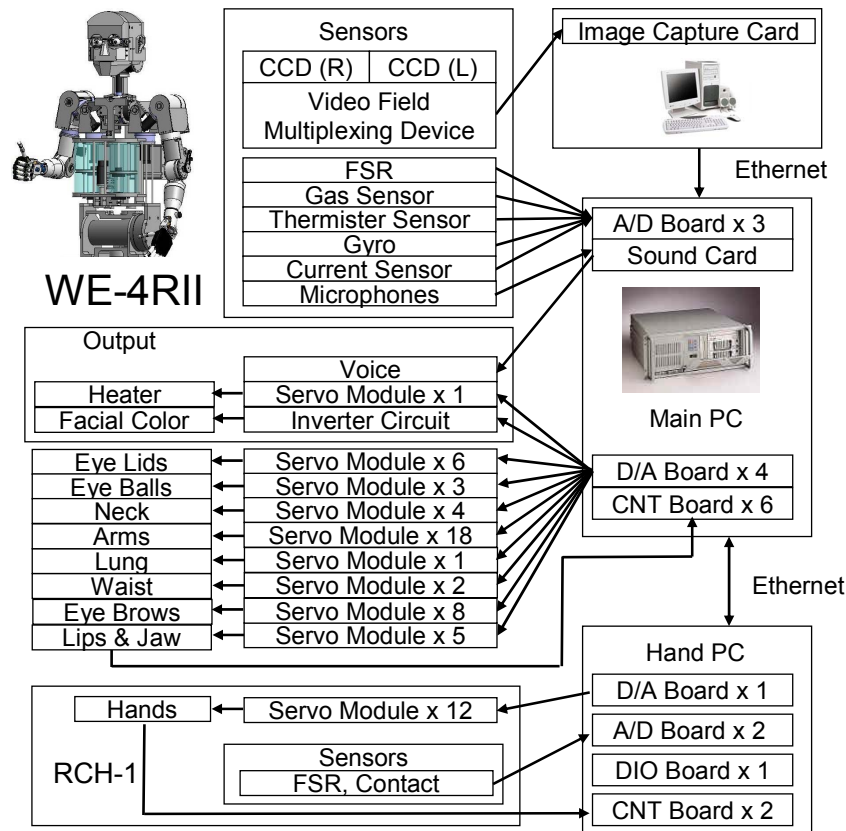 Sensors
CCD (R) CCD (L)
Video Field
Multiplexing Device
Image Capture Card
Ethernet
FSR
Gas Sensor
Thermister Sensor
Gyro
Current Sensor
Microphones
WE-4RII
A/D Board x 3
Sound Card
Main PC
D/A Board x 4
CNT Board x 6
Output
Voice
Heater Servo Module x 1
Facial Color Inverter Circuit
Eye Lids Servo Module x 6
Eye Balls Servo Module x 3
Neck Servo Module x 4
Arms Servo Module x 18
Lung Servo Module x 1
Waist Servo Module x 2
Eye Brows Servo Module x 8
Lips & Jaw Servo Module x 5
Ethernet
Hand PC
D/A Board x 1
A/D Board x 2
DIO Board x 1
CNT Board x 2
Hands Servo Module x 12
Sensors
FSR, Contact
RCH-1